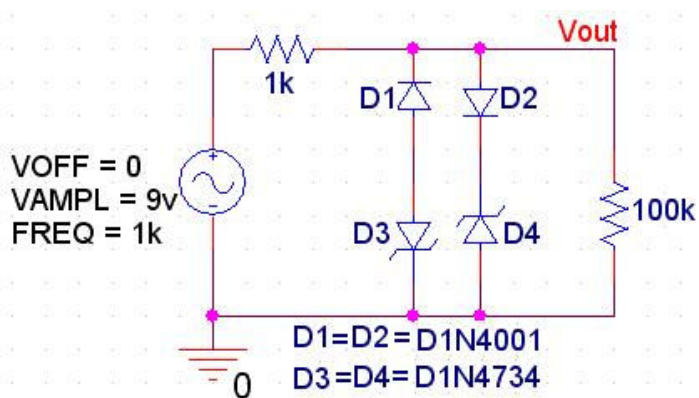 Vout
1k
D1
D2
VOFF = 0
VAMPL = 9v
FREQ = 1k
D3
D4
100k
D1=D2=D1N4001
D3=D4=D1N4734
0